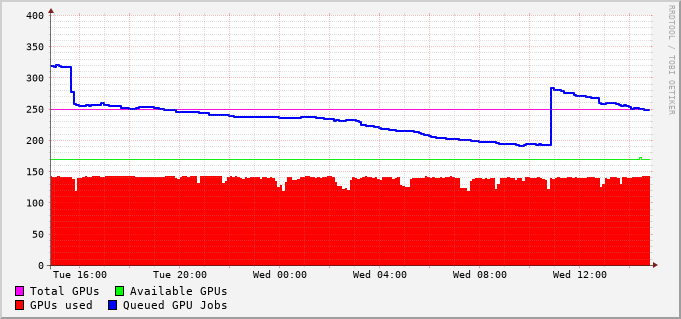 400
350
300
250
200
150
100
50
0
Tue 16:00 Tue 20:00 Wed 00:00 Wed 04:00 Wed 08:00 Wed 12:00
Total GPUs Available GPUs
GPUs used Queued GPU Jobs
RRDTOOL / TOBI OETIKER